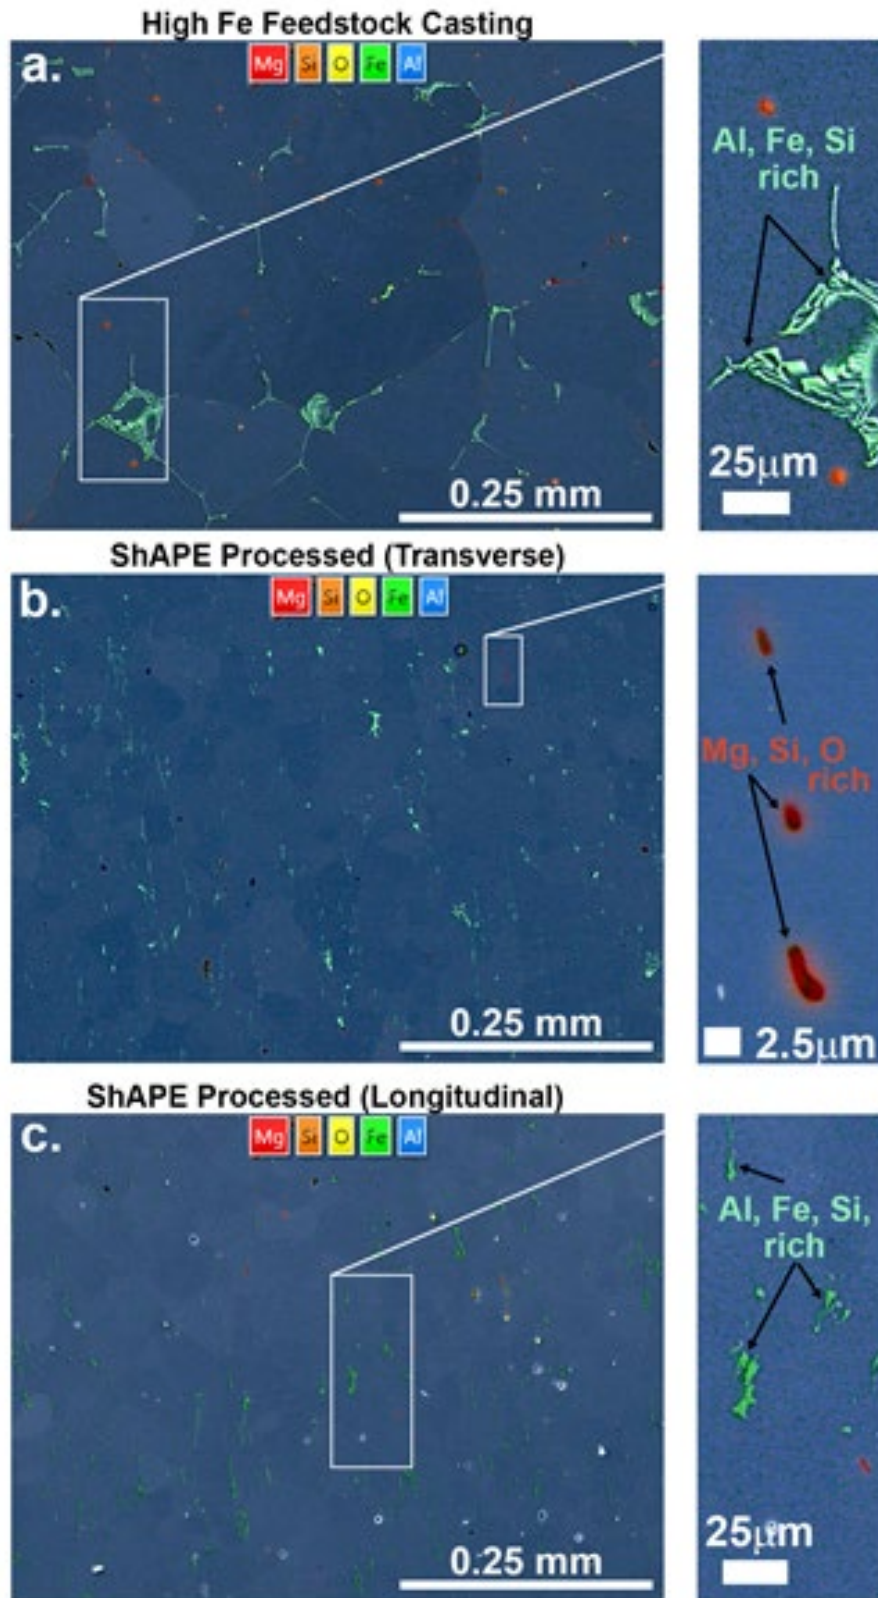 High Fe Feedstock Casting
a.
Mg Si O Fe Al
Al, Fe, Si
rich
25μm
0.25 mm
ShAPE Processed (Transverse)
b.
Mg Si O Fe Al
Mg, Si, O
rich
0.25 mm
2.5μm
ShAPE Processed (Longitudinal)
c.
Mg Si O Fe Al
Al, Fe, Si,
rich
25μm
0.25 mm